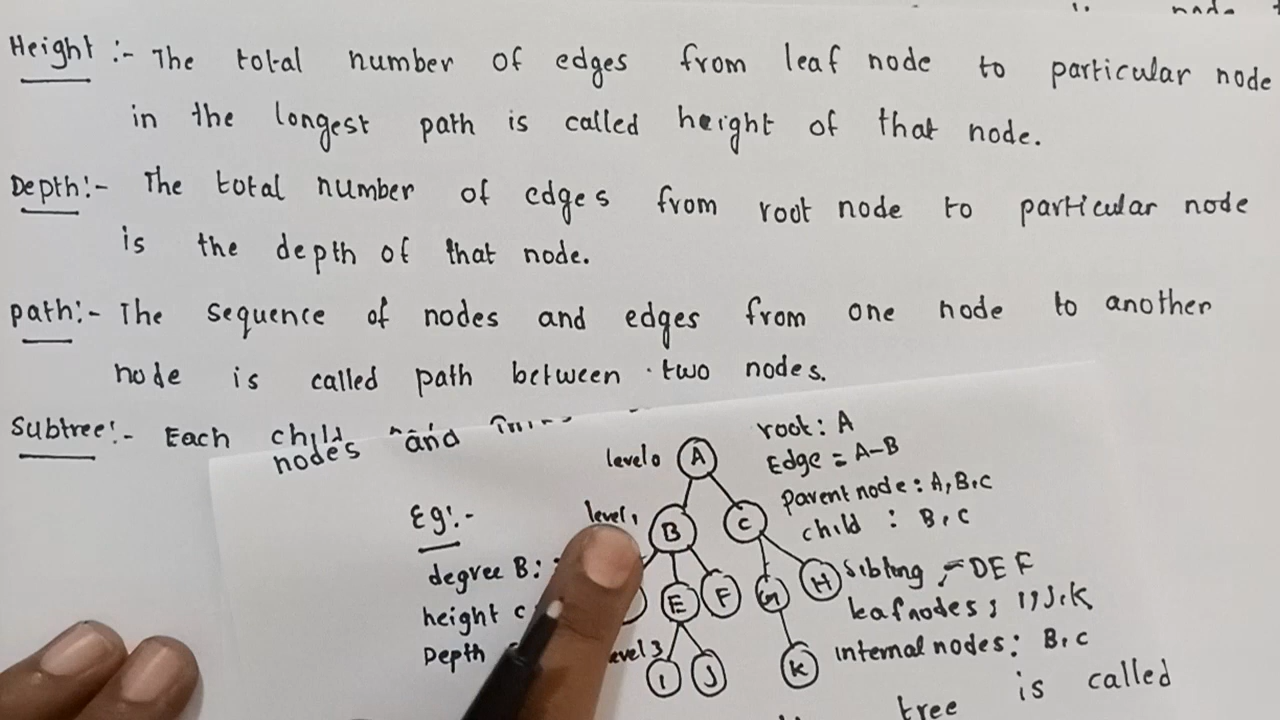 node
Height :- The total number of edges from leaf node to particular node
in the longest path is called height of that node.
Depth:- The total number of edges from root node to particular node
is the depth of that node.
path:- The sequence of nodes and edges from one node to another
node is called path between two nodes.
Subtree:- Each child
nodes and
root: A
level0 A
Edge = A-B
Eg:-
level1 B C
parent node: A, B, C
child : B, C
degree B:
E F G H
Sibling :- DEF
height C
leaf nodes ; I, J, K
Depth
level 3
I J K
internal nodes: B, C
tree is called